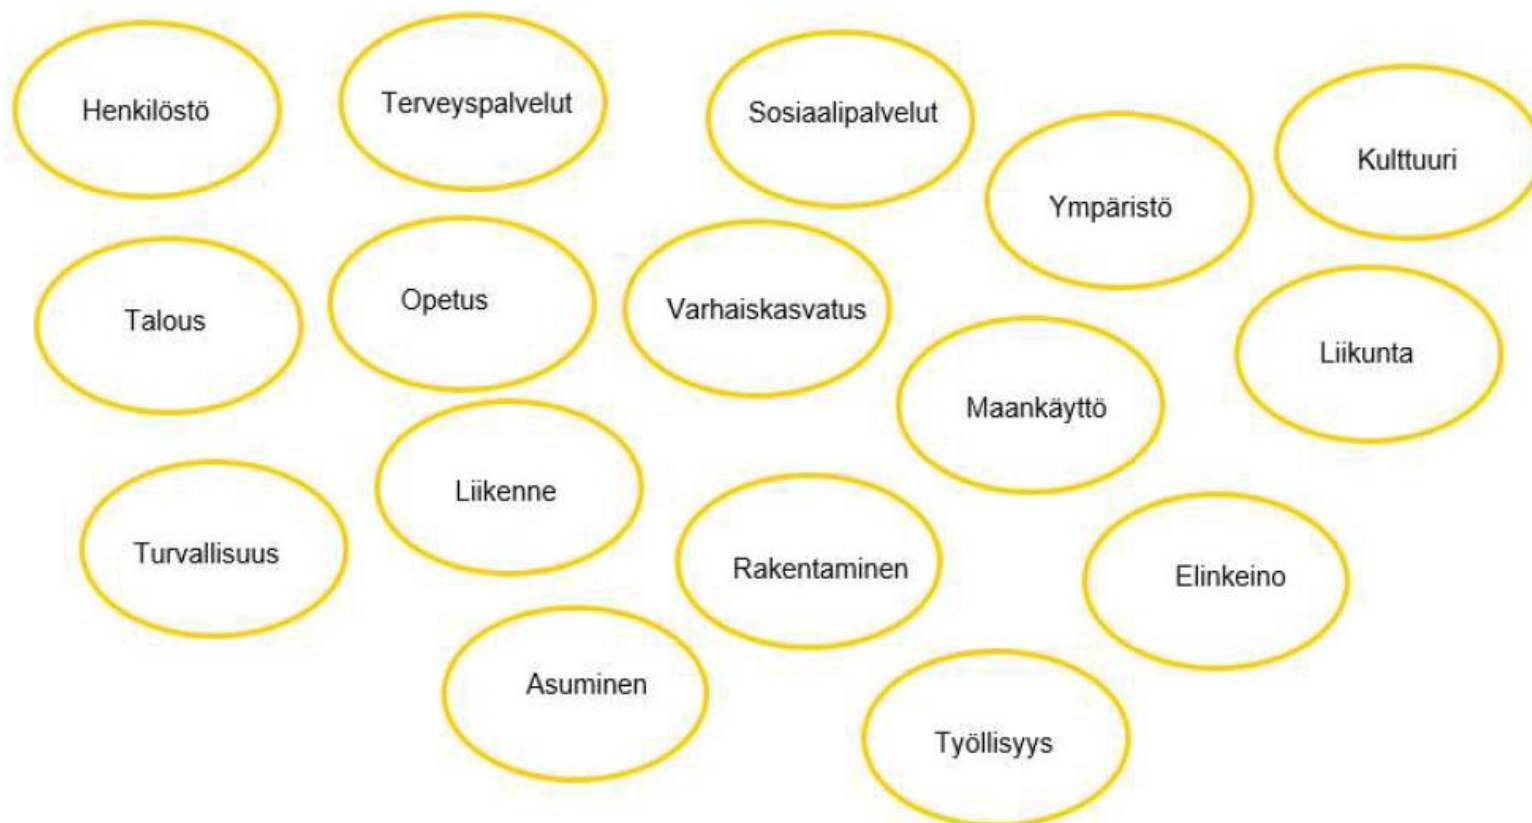 Henkilöstö
Terveyspalvelut
Sosiaalipalvelut
Ympäristö
Kulttuuri
Talous
Opetus
Varhaiskasvatus
Maankäyttö
Liikunta
Turvallisuus
Liikenne
Rakentaminen
Elinkeino
Asuminen
Työllisyys